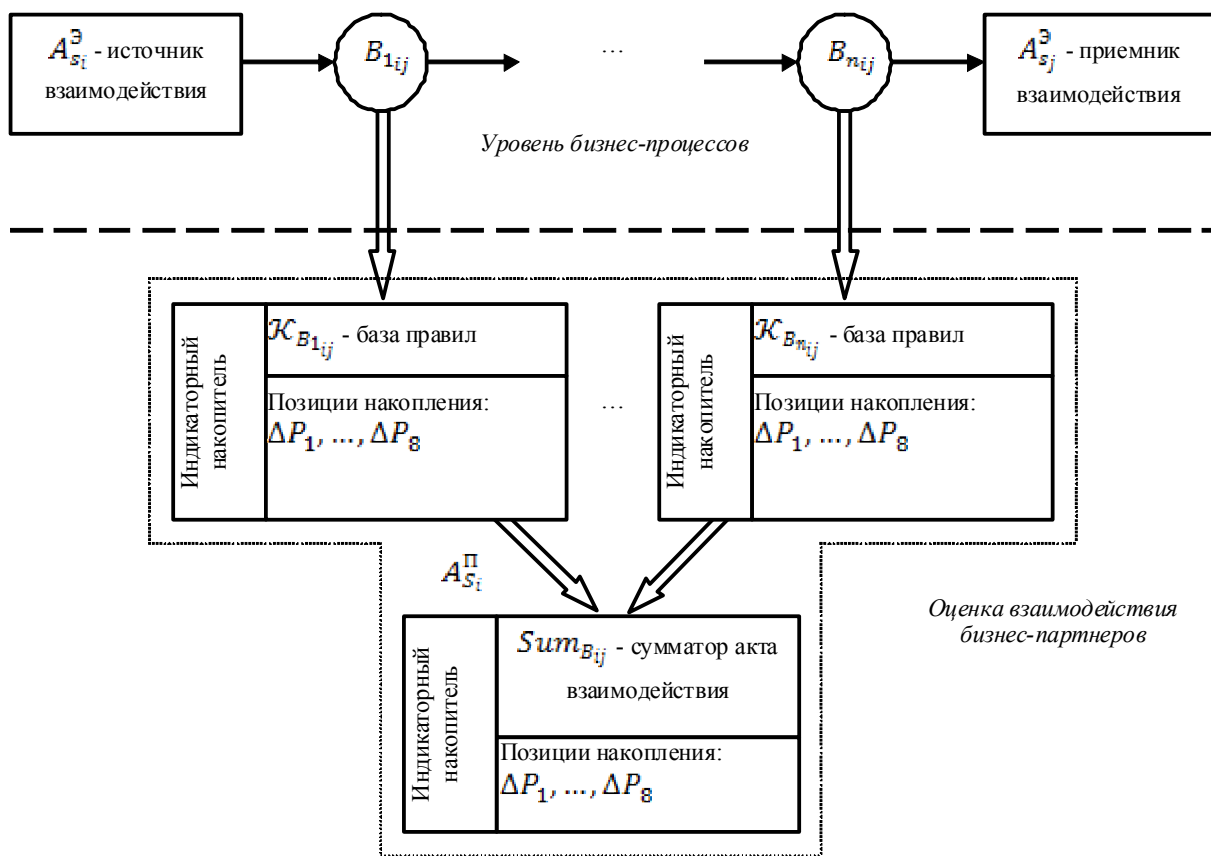 A^Э_{s_i} - источник
взаимодействия
B_{1_{ij}}
...
B_{n_{ij}}
A^Э_{s_j} - приемник
взаимодействия
Уровень бизнес-процессов
Индикаторный
накопитель
𝒦_{B_{1_{ij}}} - база правил
Позиции накопления:
ΔP_1, ..., ΔP_8
...
Индикаторный
накопитель
𝒦_{B_{n_{ij}}} - база правил
Позиции накопления:
ΔP_1, ..., ΔP_8
A^П_{S_i}
Оценка взаимодействия
бизнес-партнеров
Индикаторный
накопитель
Sum_{B_{ij}} - сумматор акта
взаимодействия
Позиции накопления:
ΔP_1, ..., ΔP_8